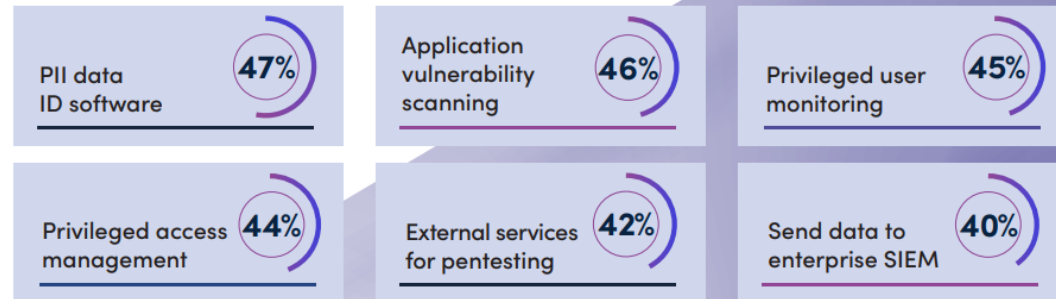 PII data
ID software
47%
Application
vulnerability
scanning
46%
Privileged user
monitoring
45%
Privileged access
management
44%
External services
for pentesting
42%
Send data to
enterprise SIEM
40%